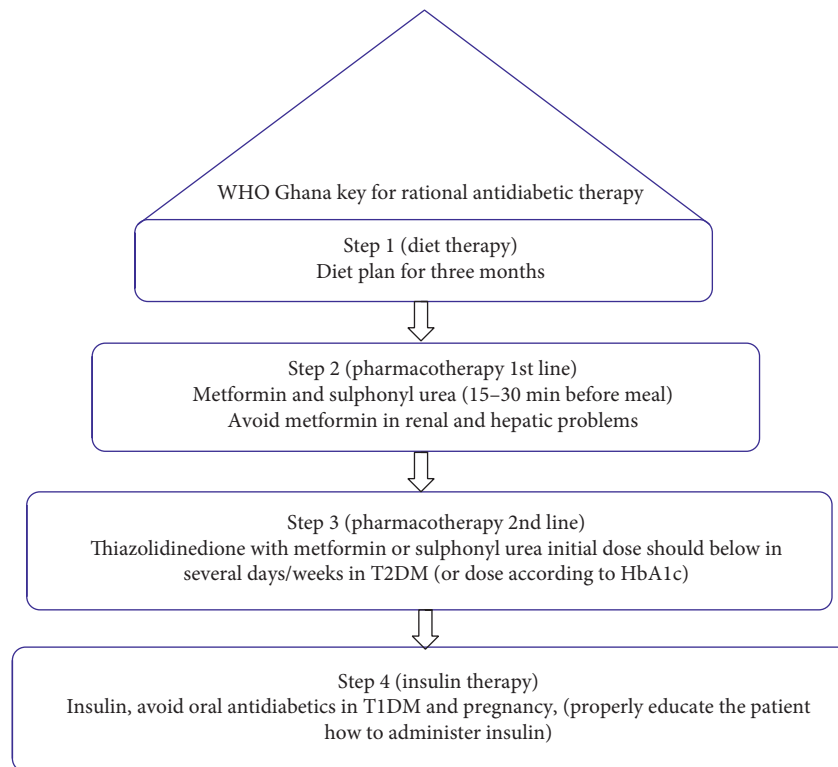 WHO Ghana key for rational antidiabetic therapy
Step 1 (diet therapy)
Diet plan for three months
Step 2 (pharmacotherapy 1st line)
Metformin and sulphonyl urea (15–30 min before meal)
Avoid metformin in renal and hepatic problems
Step 3 (pharmacotherapy 2nd line)
Thiazolidinedione with metformin or sulphonyl urea initial dose should below in
several days/weeks in T2DM (or dose according to HbA1c)
Step 4 (insulin therapy)
Insulin, avoid oral antidiabetics in T1DM and pregnancy, (properly educate the patient
how to administer insulin)